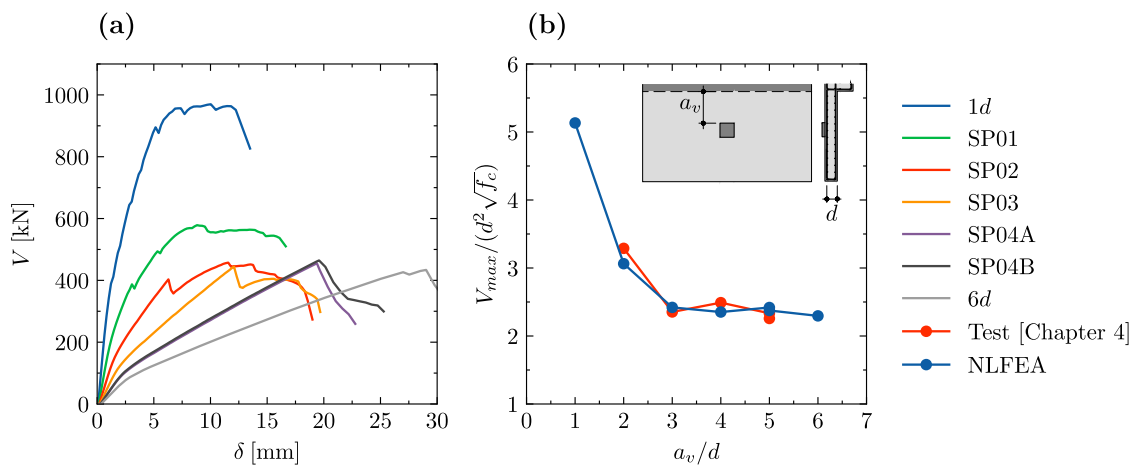 (a)
V [kN]
1000
800
600
400
200
0
0 5 10 15 20 25 30
δ [mm]
(b)
V_max/(d²√f_c)
6
5
4
3
2
1
0 1 2 3 4 5 6 7
a_v/d
a_v
d
1d
SP01
SP02
SP03
SP04A
SP04B
6d
Test [Chapter 4]
NLFEA